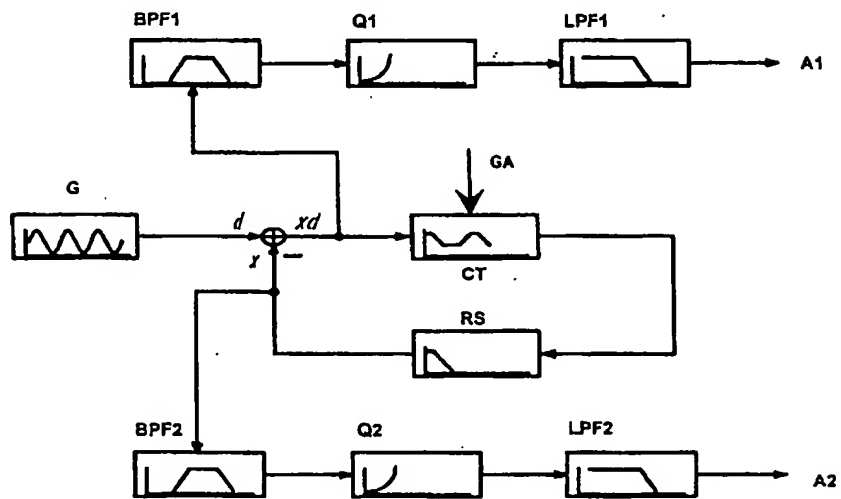 BPF1 Q1 LPF1
A1
GA
G
d xd
x −
CT
RS
BPF2 Q2 LPF2
A2